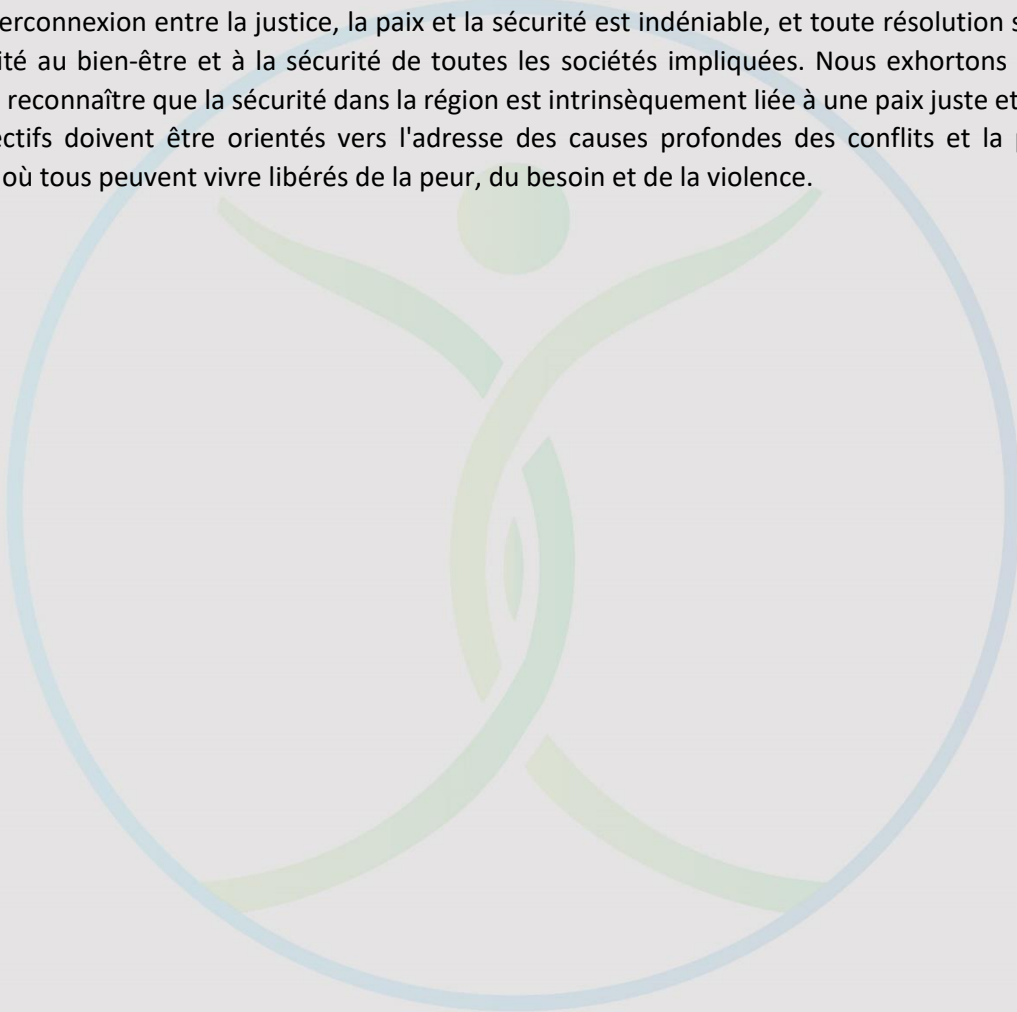 erconnexion entre la justice, la paix et la sécurité est indéniable, et toute résolution s
ité au bien-être et à la sécurité de toutes les sociétés impliquées. Nous exhortons
reconnaître que la sécurité dans la région est intrinsèquement liée à une paix juste et
ectifs doivent être orientés vers l'adresse des causes profondes des conflits et la p
où tous peuvent vivre libérés de la peur, du besoin et de la violence.